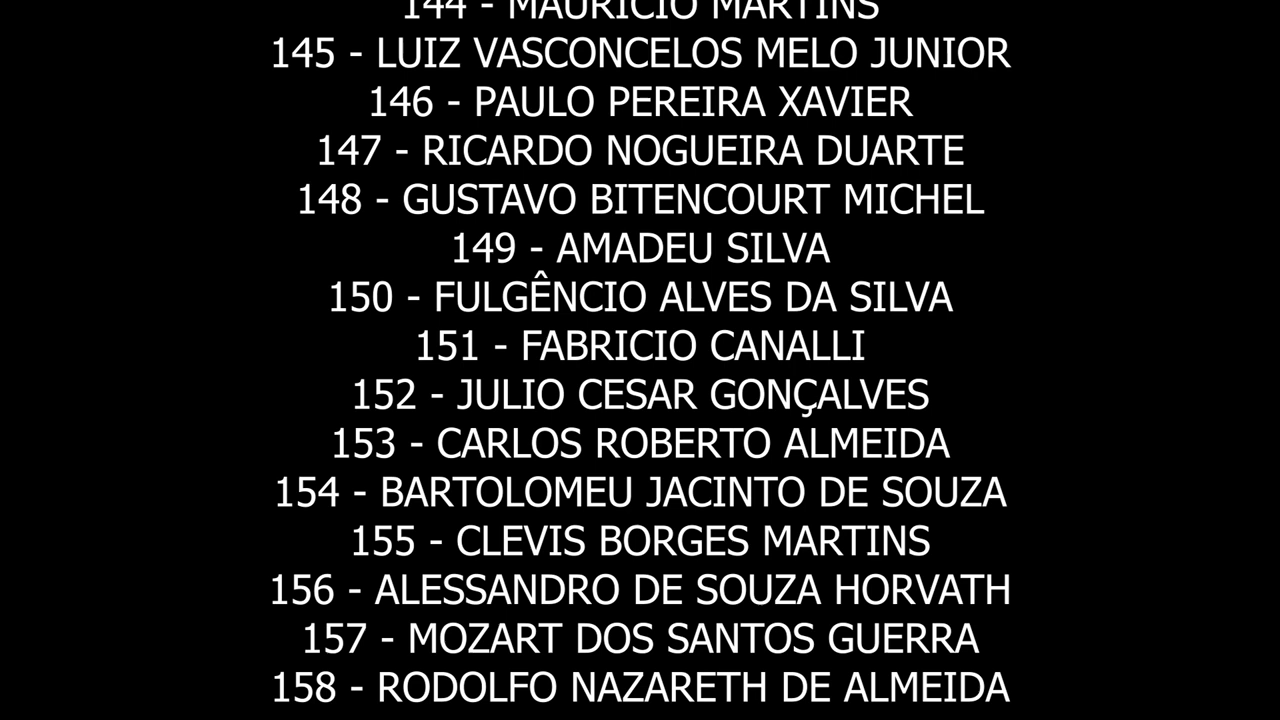 144 - MAURICIO MARTINS
145 - LUIZ VASCONCELOS MELO JUNIOR
146 - PAULO PEREIRA XAVIER
147 - RICARDO NOGUEIRA DUARTE
148 - GUSTAVO BITENCOURT MICHEL
149 - AMADEU SILVA
150 - FULGÊNCIO ALVES DA SILVA
151 - FABRICIO CANALLI
152 - JULIO CESAR GONÇALVES
153 - CARLOS ROBERTO ALMEIDA
154 - BARTOLOMEU JACINTO DE SOUZA
155 - CLEVIS BORGES MARTINS
156 - ALESSANDRO DE SOUZA HORVATH
157 - MOZART DOS SANTOS GUERRA
158 - RODOLFO NAZARETH DE ALMEIDA